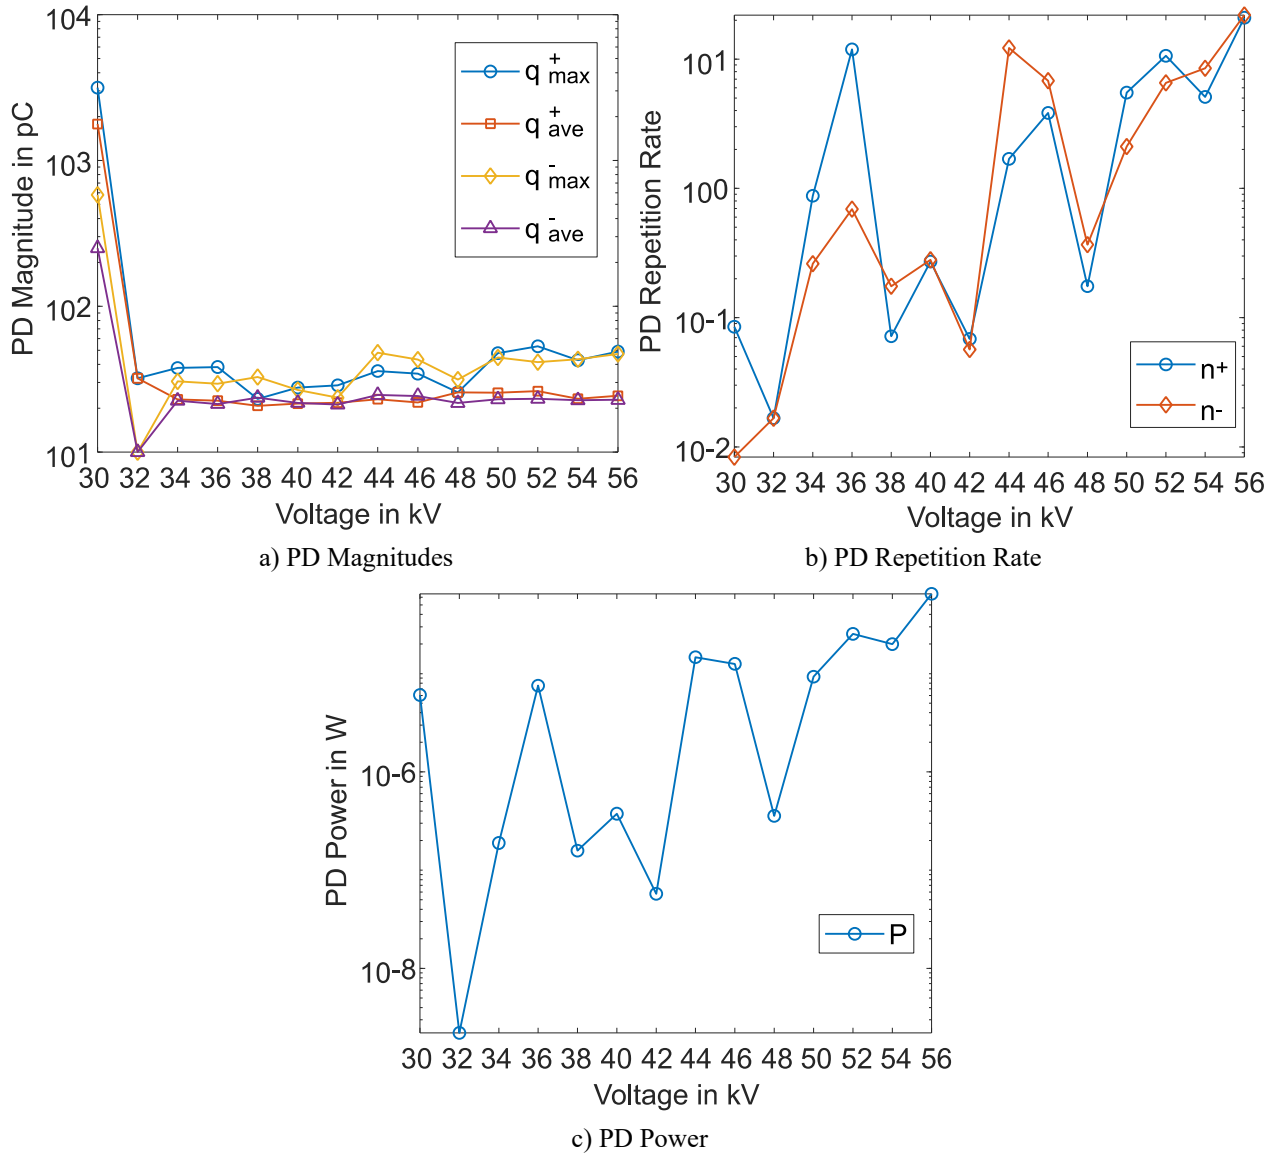 104
103
102
101
PD Magnitude in pC
q +max
q +ave
q -max
q -ave
30 32 34 36 38 40 42 44 46 48 50 52 54 56
Voltage in kV
a) PD Magnitudes
101
100
10-1
10-2
PD Repetition Rate
n+
n-
30 32 34 36 38 40 42 44 46 48 50 52 54 56
Voltage in kV
b) PD Repetition Rate
10-6
10-8
PD Power in W
P
30 32 34 36 38 40 42 44 46 48 50 52 54 56
Voltage in kV
c) PD Power